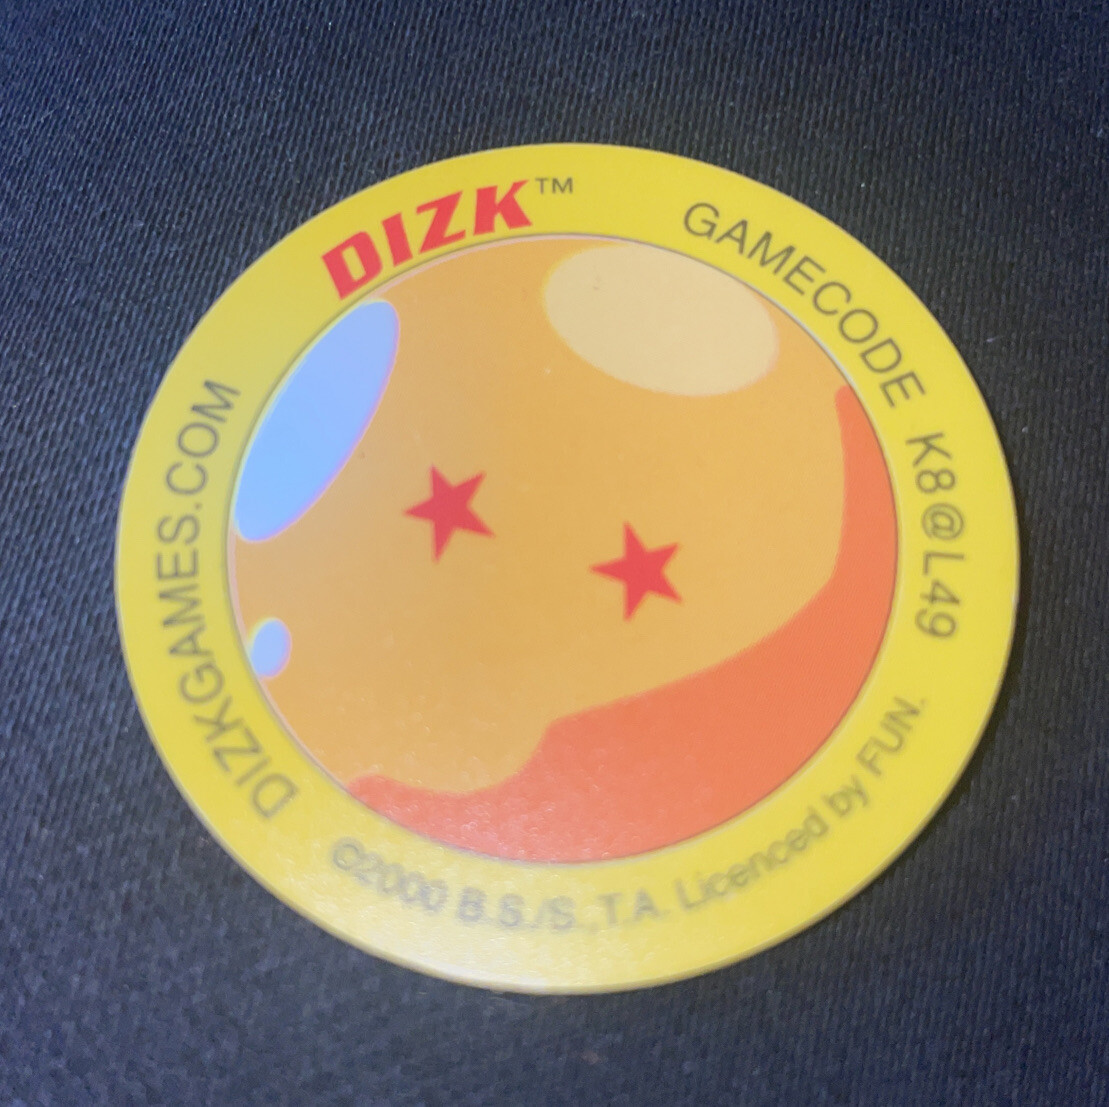 DIZK™
GAMECODE K8@L49
DIZKGAMES.COM
©2000 B.S./S.,T.A. Licenced by FUN.